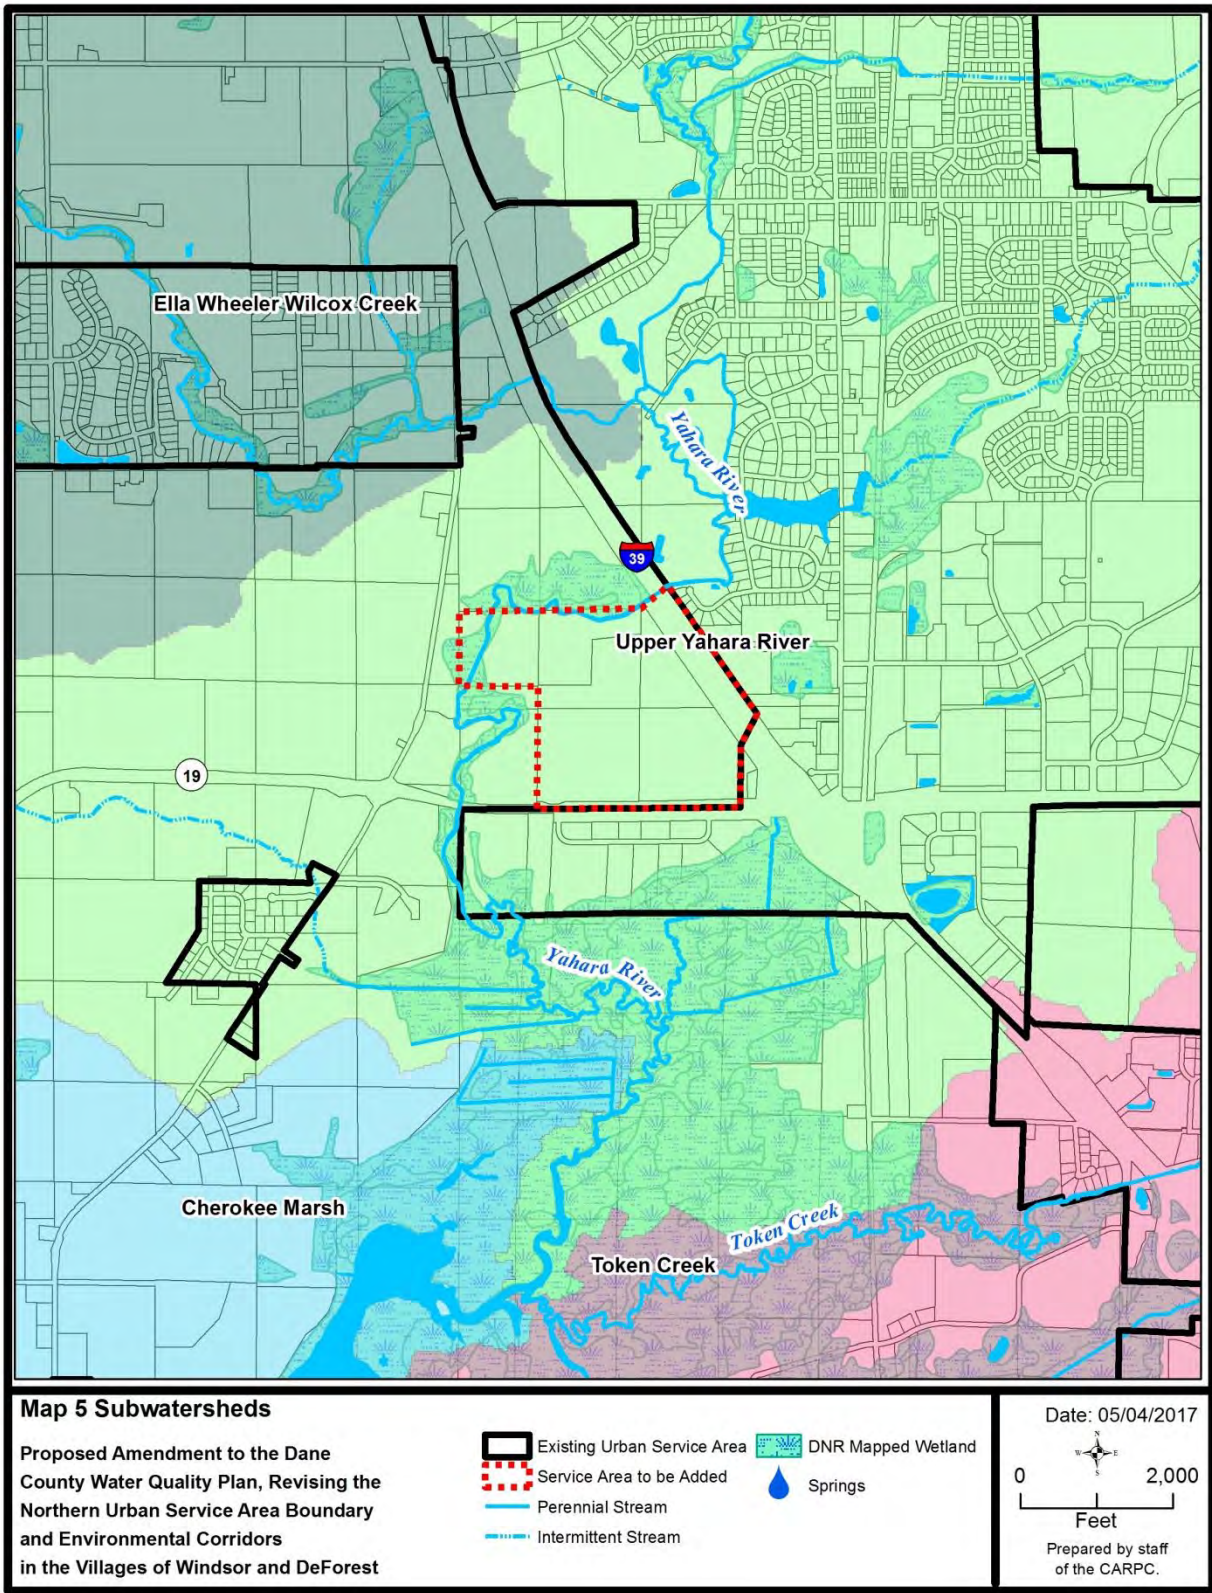 Ella Wheeler Wilcox Creek
Yahara River
39
Upper Yahara River
19
Yahara River
Cherokee Marsh
Token Creek
Token Creek
Map 5 Subwatersheds
Proposed Amendment to the Dane
County Water Quality Plan, Revising the
Northern Urban Service Area Boundary
and Environmental Corridors
in the Villages of Windsor and DeForest
Existing Urban Service Area
Service Area to be Added
Perennial Stream
Intermittent Stream
DNR Mapped Wetland
Springs
Date: 05/04/2017
N
W E
S
0 2,000
Feet
Prepared by staff
of the CARPC.